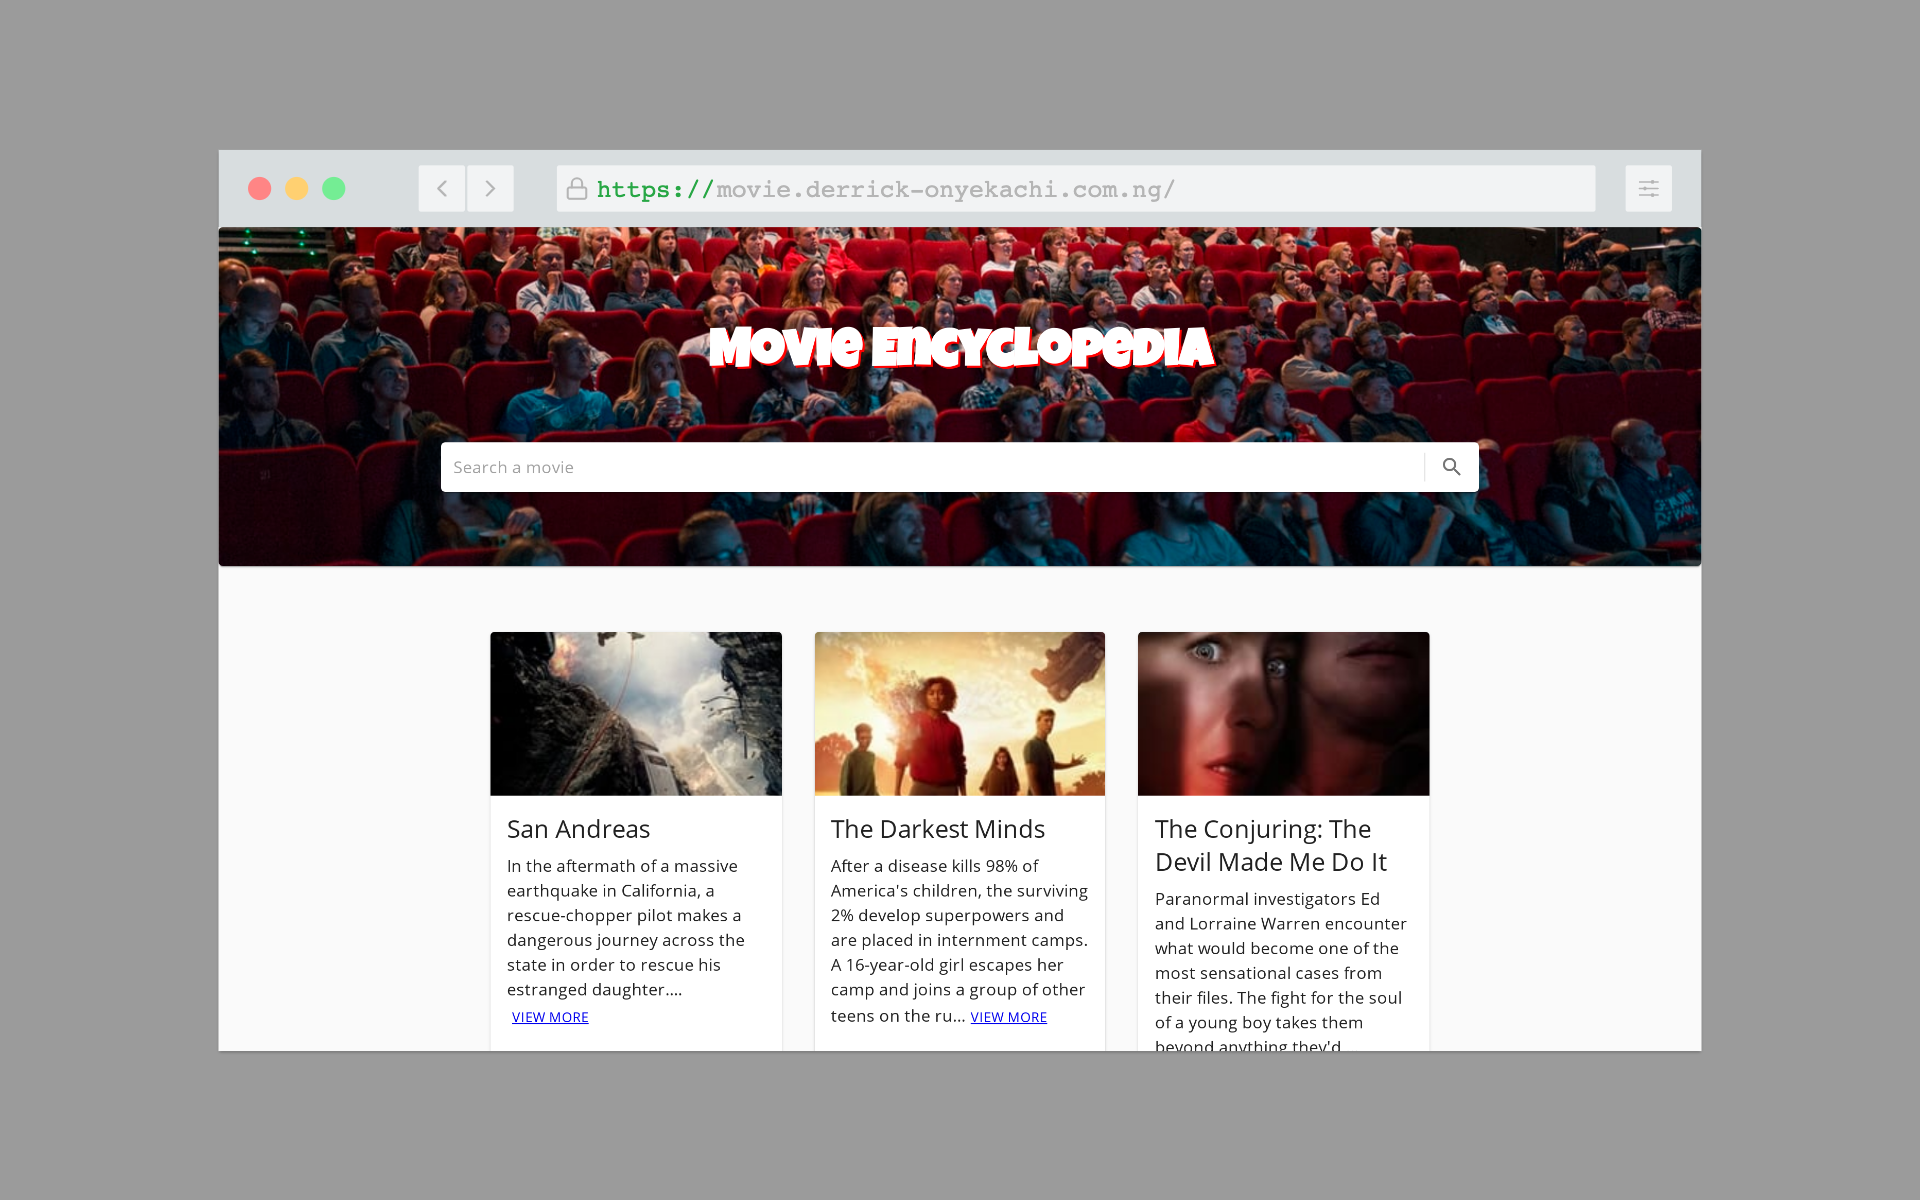 https://movie.derrick-onyekachi.com.ng/
Movie Encyclopedia
Search a movie
San Andreas
In the aftermath of a massive
earthquake in California, a
rescue-chopper pilot makes a
dangerous journey across the
state in order to rescue his
estranged daughter....
VIEW MORE
The Darkest Minds
After a disease kills 98% of
America's children, the surviving
2% develop superpowers and
are placed in internment camps.
A 16-year-old girl escapes her
camp and joins a group of other
teens on the ru... VIEW MORE
The Conjuring: The
Devil Made Me Do It
Paranormal investigators Ed
and Lorraine Warren encounter
what would become one of the
most sensational cases from
their files. The fight for the soul
of a young boy takes them
beyond anything they'd